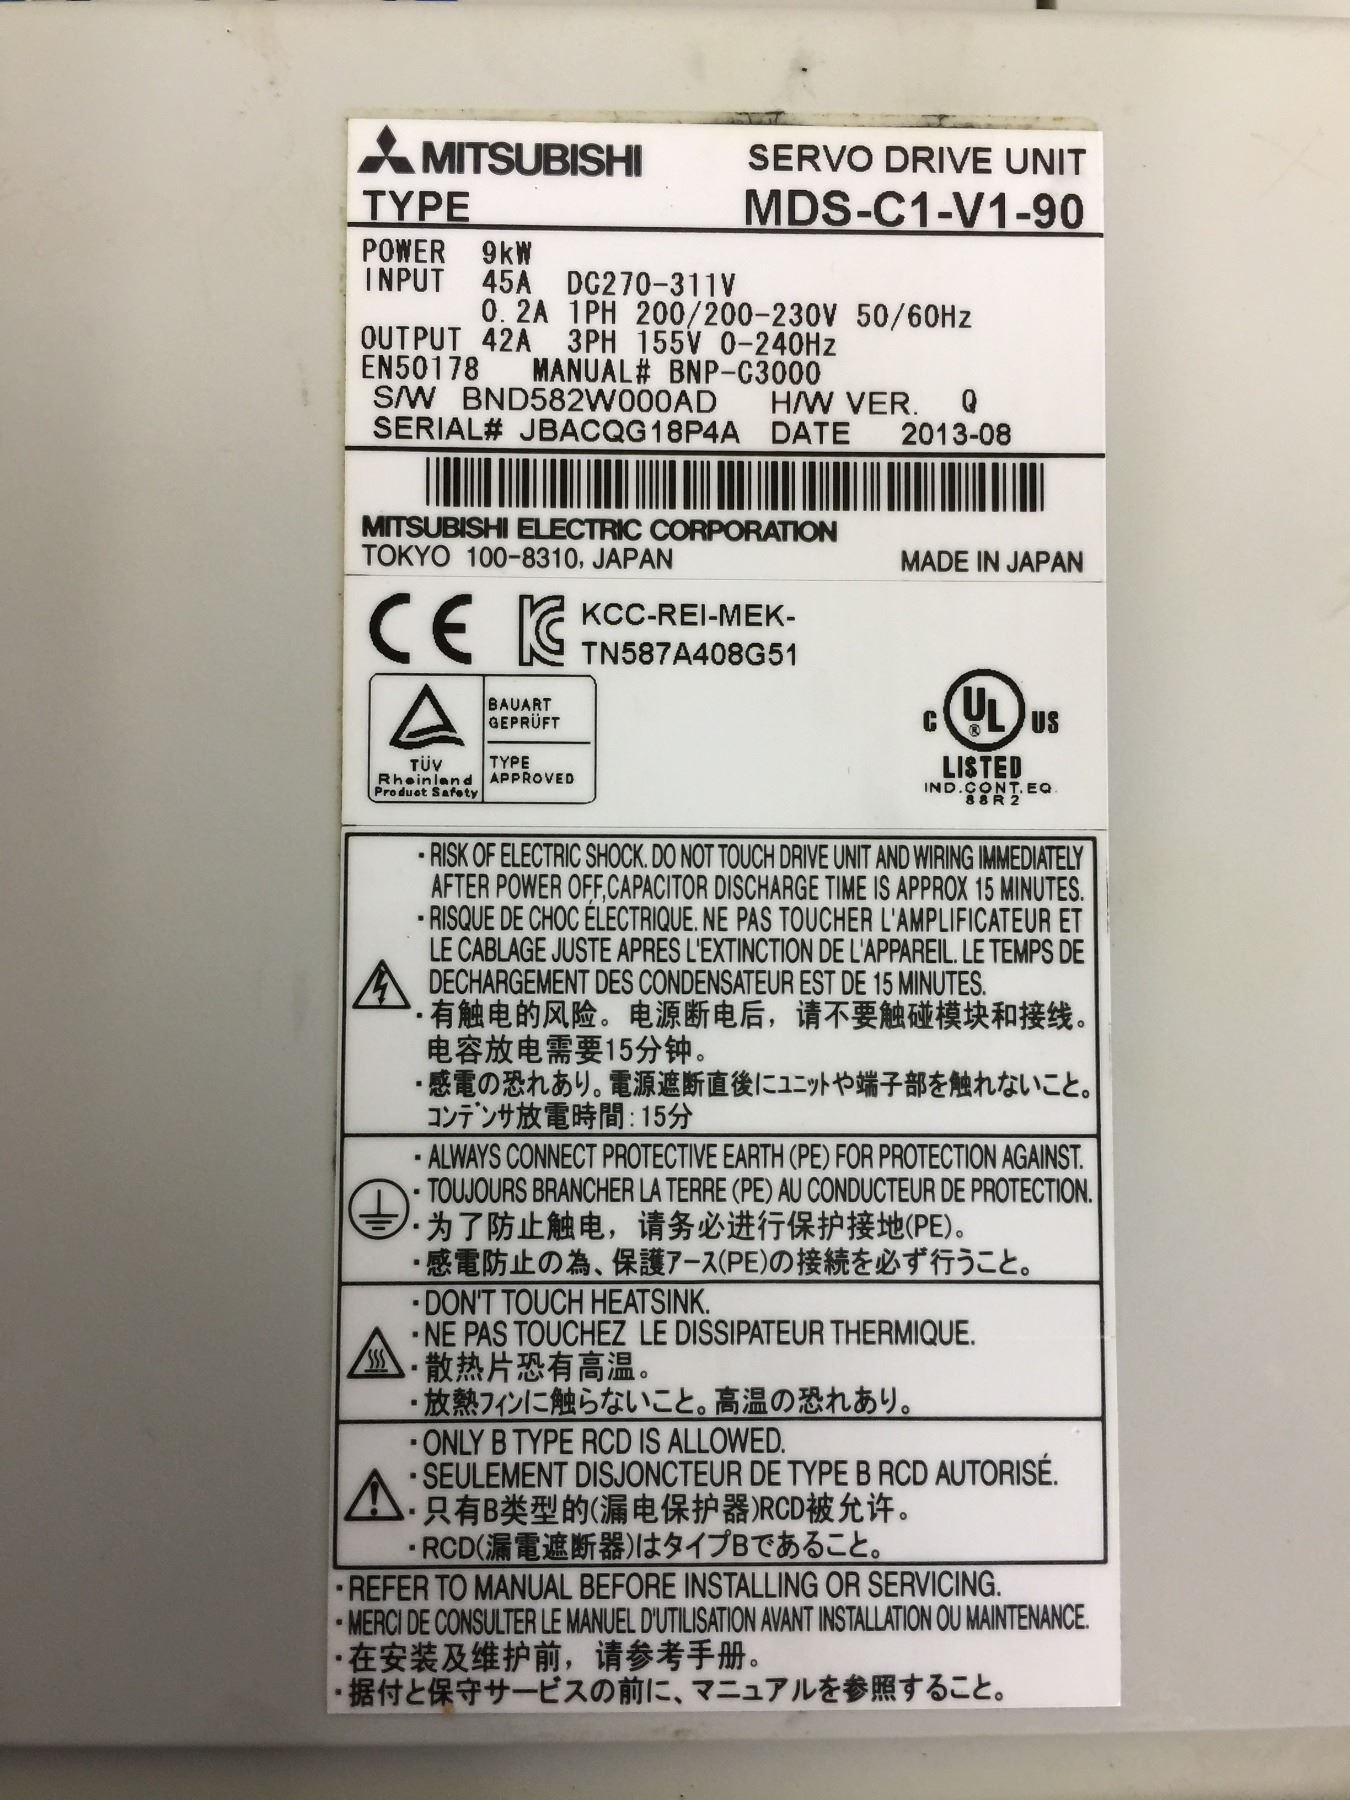 MITSUBISHI SERVO DRIVE UNIT
TYPE MDS-C1-V1-90
POWER 9kW
INPUT 45A DC270-311V
0.2A 1PH 200/200-230V 50/60Hz
OUTPUT 42A 3PH 155V 0-240Hz
EN50178 MANUAL# BNP-C3000
S/W BND582W000AD H/W VER. Q
SERIAL# JBACQG18P4A DATE 2013-08
MITSUBISHI ELECTRIC CORPORATION
TOKYO 100-8310, JAPAN MADE IN JAPAN
CE KC KCC-REI-MEK-
TN587A408G51
BAUART
GEPRÜFT
TÜV
Rheinland
Product Safety
TYPE
APPROVED
C UL ® US
LISTED
IND.CONT.EQ.
88R2
・RISK OF ELECTRIC SHOCK. DO NOT TOUCH DRIVE UNIT AND WIRING IMMEDIATELY
AFTER POWER OFF,CAPACITOR DISCHARGE TIME IS APPROX 15 MINUTES.
・RISQUE DE CHOC ÉLECTRIQUE. NE PAS TOUCHER L'AMPLIFICATEUR ET
LE CABLAGE JUSTE APRES L'EXTINCTION DE L'APPAREIL. LE TEMPS DE
DECHARGEMENT DES CONDENSATEUR EST DE 15 MINUTES.
・有触电的风险。电源断电后，请不要触碰模块和接线。
电容放电需要15分钟。
・感電の恐れあり。電源遮断直後にユニットや端子部を触れないこと。
コンデンサ放電時間:15分
・ALWAYS CONNECT PROTECTIVE EARTH (PE) FOR PROTECTION AGAINST.
・TOUJOURS BRANCHER LA TERRE (PE) AU CONDUCTEUR DE PROTECTION.
・为了防止触电，请务必进行保护接地(PE)。
・感電防止の為、保護アース(PE)の接続を必ず行うこと。
・DON'T TOUCH HEATSINK.
・NE PAS TOUCHEZ LE DISSIPATEUR THERMIQUE.
・散热片恐有高温。
・放熱フィンに触らないこと。高温の恐れあり。
・ONLY B TYPE RCD IS ALLOWED.
・SEULEMENT DISJONCTEUR DE TYPE B RCD AUTORISÉ.
・只有B类型的(漏电保护器)RCD被允许。
・RCD(漏電遮断器)はタイプBであること。
・REFER TO MANUAL BEFORE INSTALLING OR SERVICING.
・MERCI DE CONSULTER LE MANUEL D'UTILISATION AVANT INSTALLATION OU MAINTENANCE.
・在安装及维护前，请参考手册。
・据付と保守サービスの前に、マニュアルを参照すること。